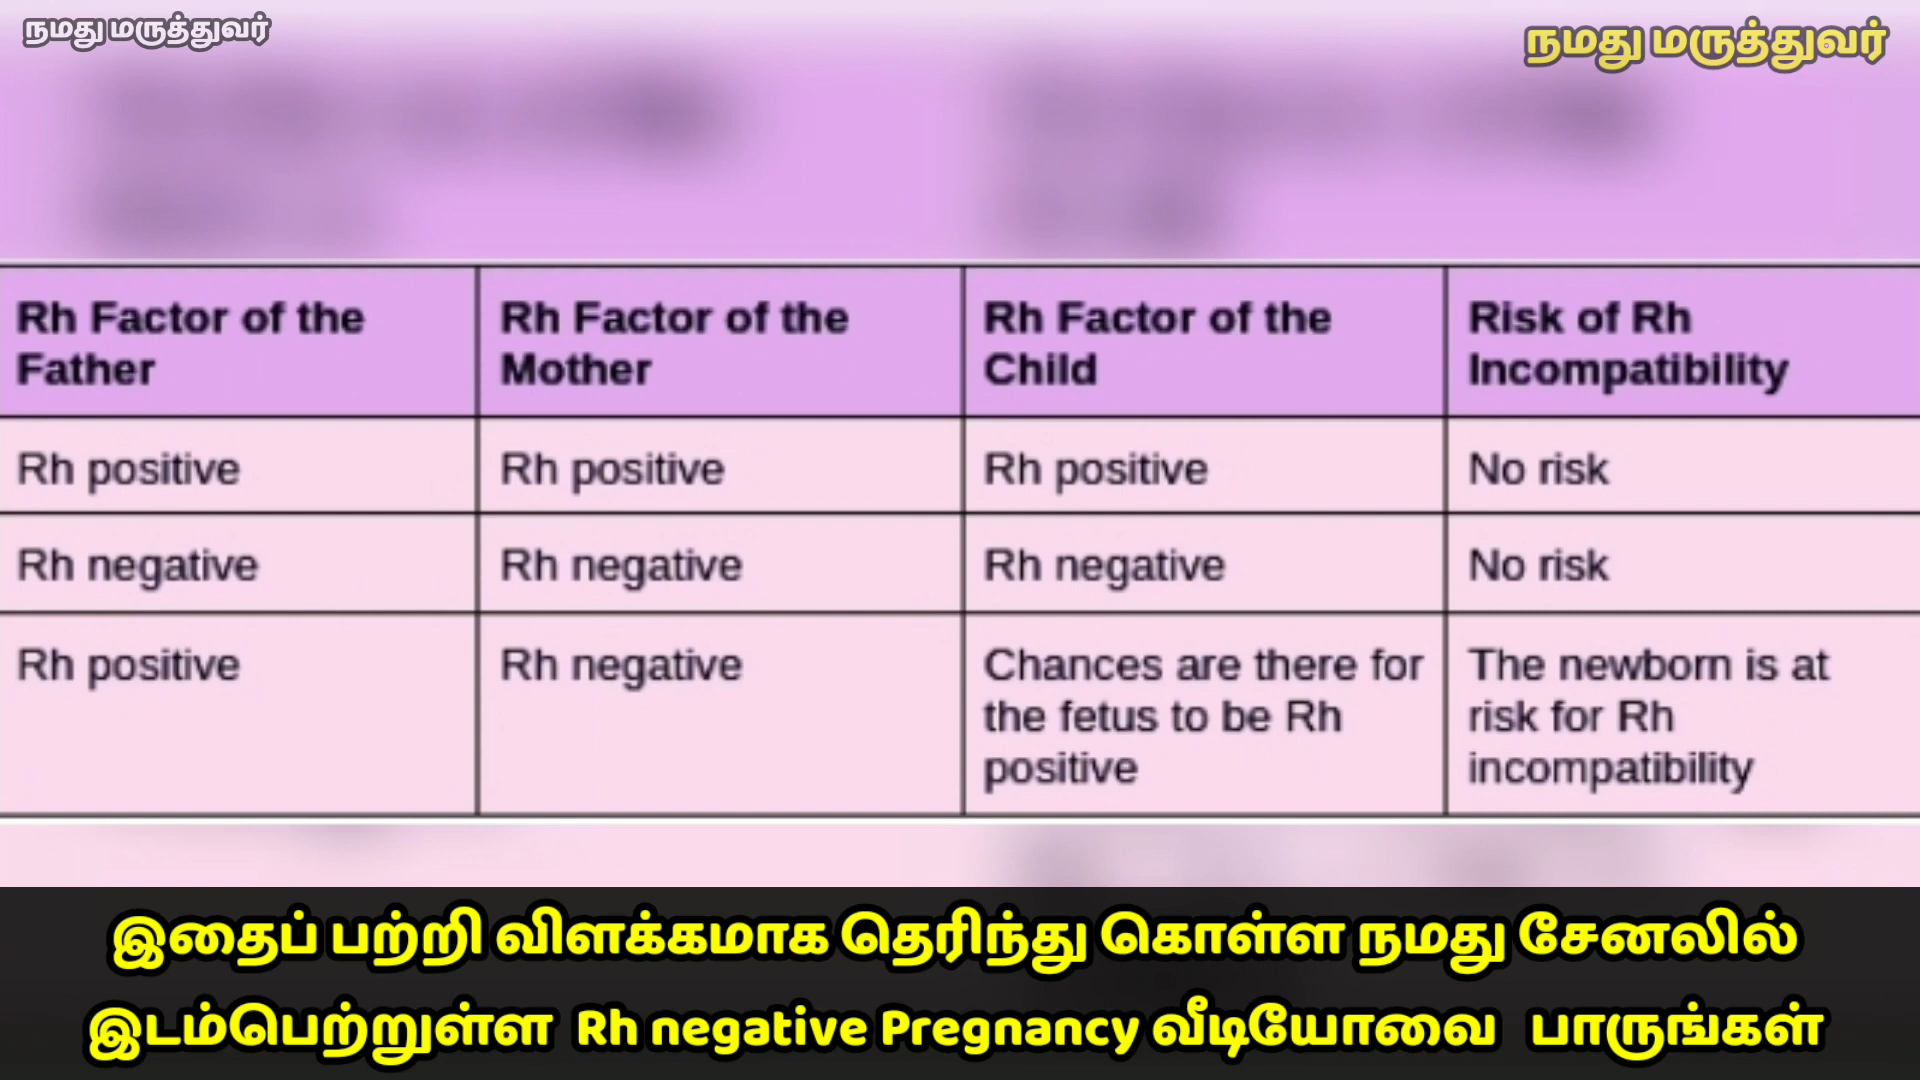 நமது மருத்துவர்
நமது மருத்துவர்
Rh Factor of the Father
Rh Factor of the Mother
Rh Factor of the Child
Risk of Rh Incompatibility
Rh positive
Rh positive
Rh positive
No risk
Rh negative
Rh negative
Rh negative
No risk
Rh positive
Rh negative
Chances are there for the fetus to be Rh positive
The newborn is at risk for Rh incompatibility
இதைப் பற்றி விளக்கமாக தெரிந்து கொள்ள நமது சேனலில்
இடம்பெற்றுள்ள Rh negative Pregnancy வீடியோவை பாருங்கள்